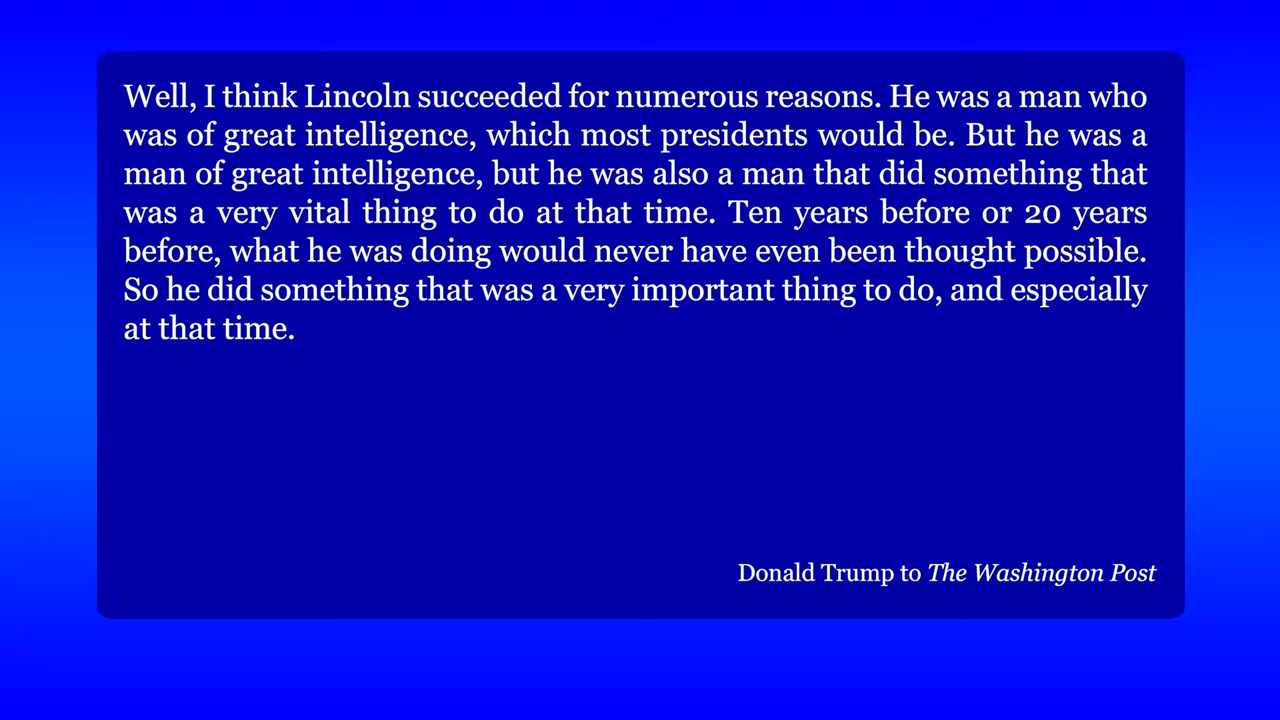 Well, I think Lincoln succeeded for numerous reasons. He was a man who
was of great intelligence, which most presidents would be. But he was a
man of great intelligence, but he was also a man that did something that
was a very vital thing to do at that time. Ten years before or 20 years
before, what he was doing would never have even been thought possible.
So he did something that was a very important thing to do, and especially
at that time.
Donald Trump to The Washington Post